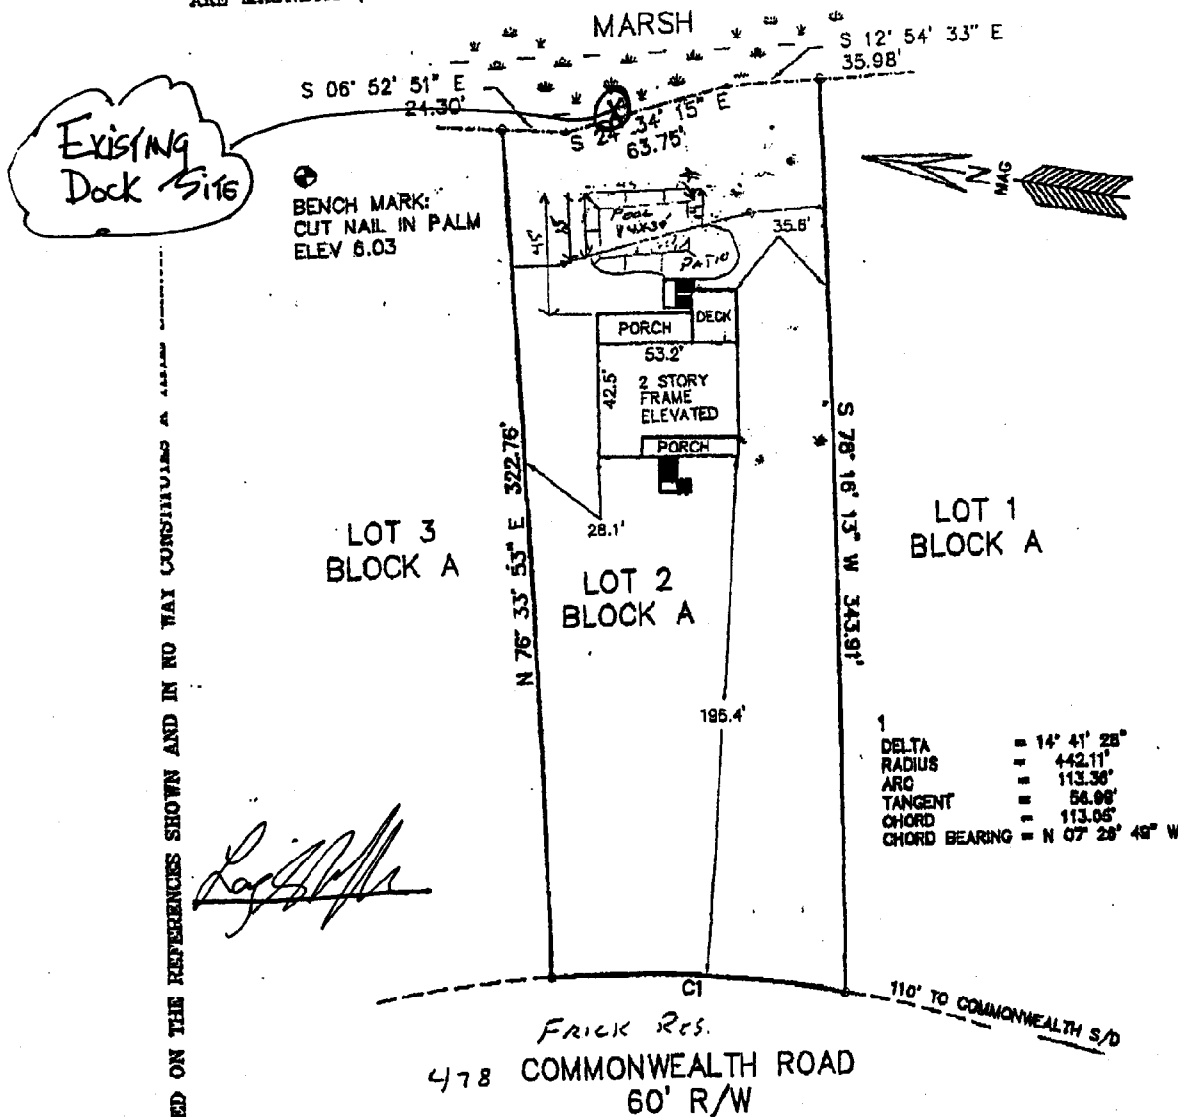 MARSH
S 12° 54' 33" E
35.98'
S 06° 52' 51" E
24.30'
S 24° 34' 15" E
63.75'
EXISTING
DOCK SITE
BENCH MARK:
CUT NAIL IN PALM
ELEV 6.03
N
MAG
45'
POOL
PATIO
35.6'
DECK
PORCH
53.2'
42.5'
2 STORY
FRAME
ELEVATED
PORCH
28.1'
N 76° 33' 53" E 322.76'
S 78° 16' 13" W 343.91'
LOT 3
BLOCK A
LOT 2
BLOCK A
LOT 1
BLOCK A
195.4'
1
DELTA = 14° 41' 28"
RADIUS = 442.11'
ARC = 113.36'
TANGENT = 56.99'
CHORD = 113.05'
CHORD BEARING = N 07° 28' 49" W
C1
110' TO COMMONWEALTH S/D
FRICK RES.
478 COMMONWEALTH ROAD
60' R/W
ED ON THE REFERENCES SHOWN AND IN NO WAY CONSTITUTES A